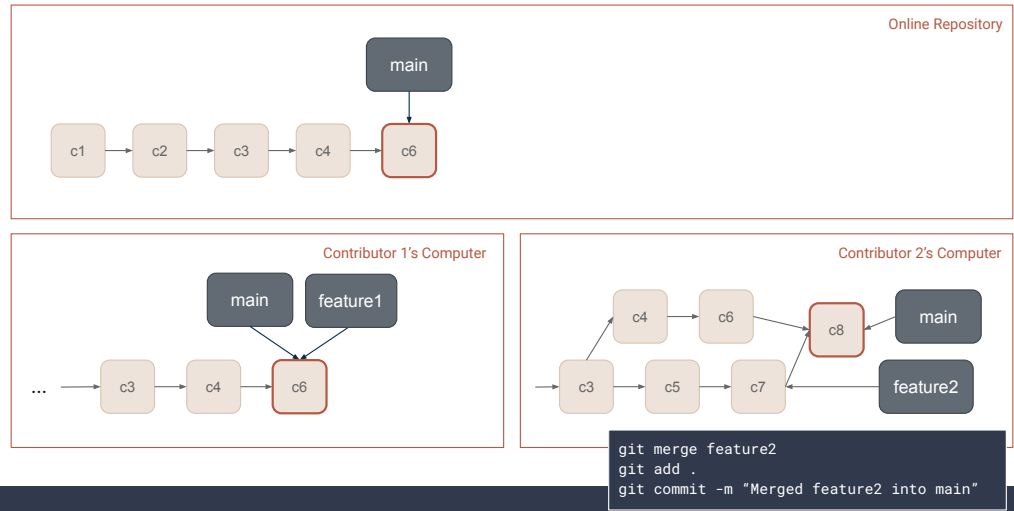 Online Repository
main
c1
c2
c3
c4
c6
Contributor 1’s Computer
main
feature1
...
c3
c4
c6
Contributor 2’s Computer
c4
c6
c8
main
c3
c5
c7
feature2
git merge feature2
git add .
git commit -m “Merged feature2 into main”